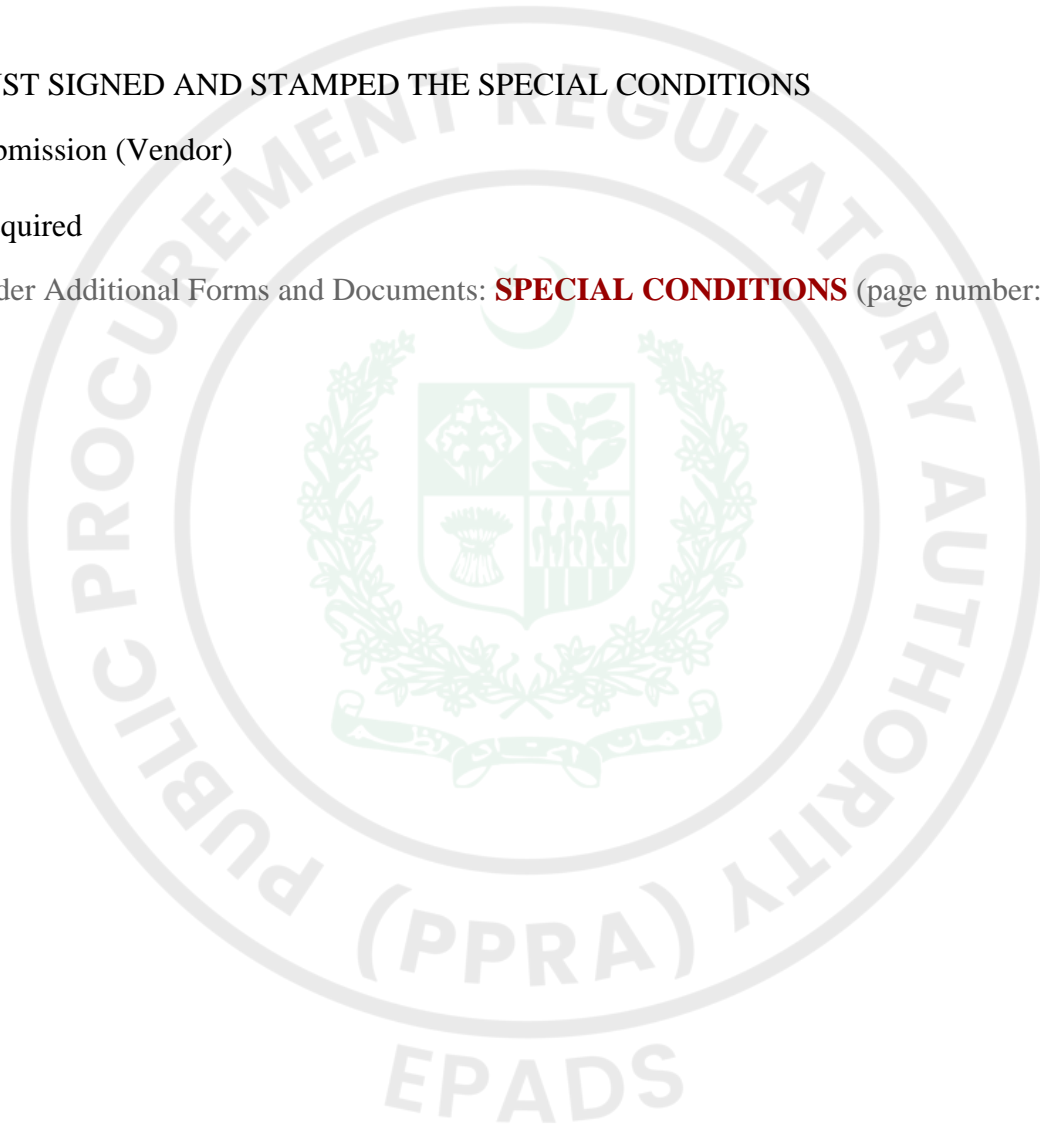 ST SIGNED AND STAMPED THE SPECIAL CONDITIONS
mission (Vendor)
quired
der Additional Forms and Documents: SPECIAL CONDITIONS (page number:
PUBLIC PROCUREMENT REGULATORY AUTHORITY
(PPRA)
EPADS